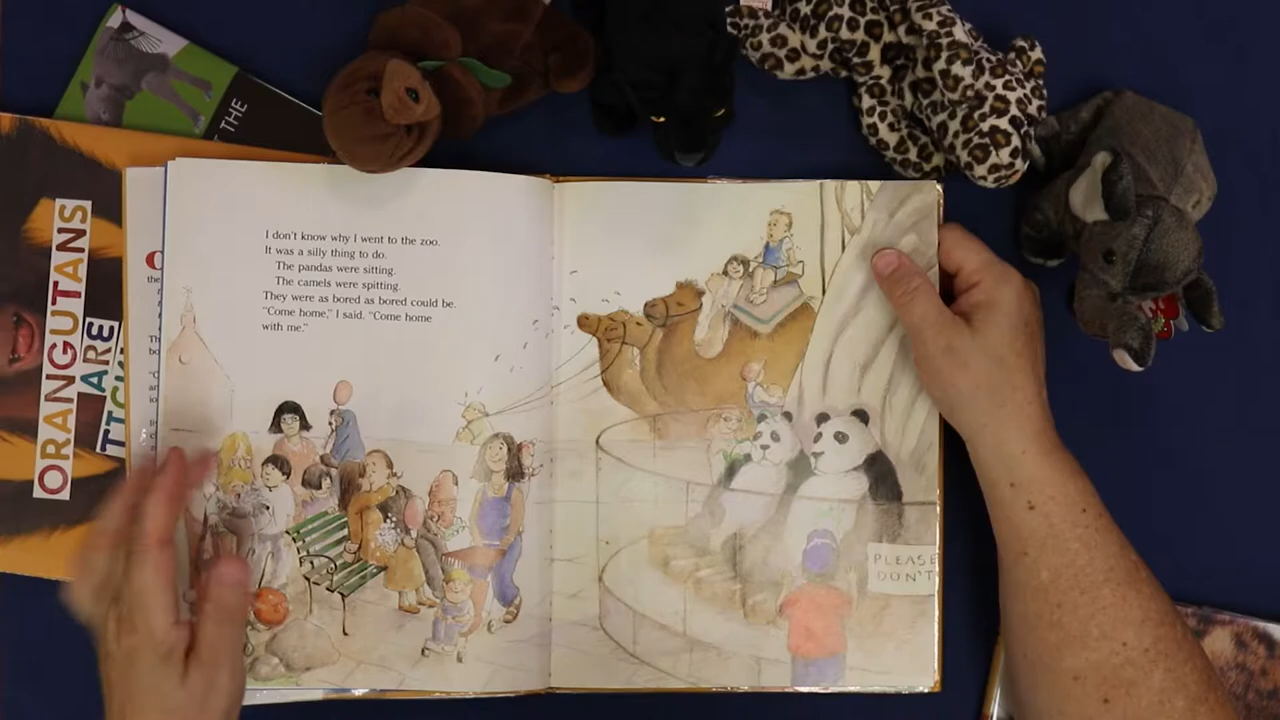 T THE
ORANGUTANS
ARE
I don't know why I went to the zoo.
It was a silly thing to do.
The pandas were sitting.
The camels were spitting.
They were as bored as bored could be.
"Come home," I said. "Come home
with me."
PLEASE
DON'T